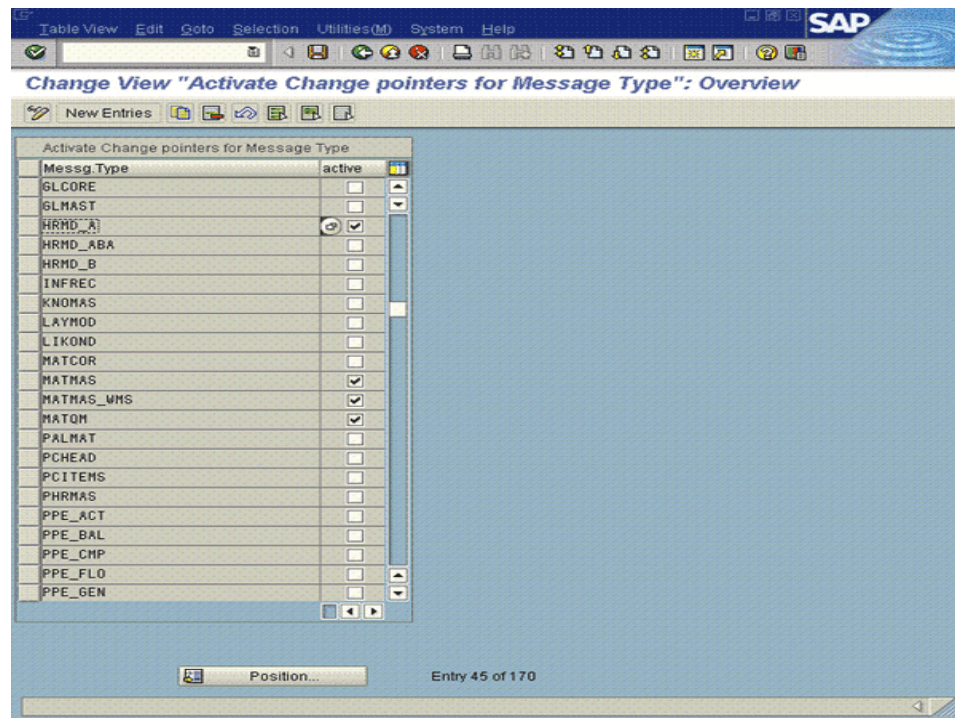 Table View Edit Goto Selection Utilities(M) System Help
SAP
Change View "Activate Change pointers for Message Type": Overview
New Entries
Activate Change pointers for Message Type
Messg.Type active
GLCORE
GLMAST
HRMD_A
HRMD_ABA
HRMD_B
INFREC
KNOMAS
LAYMOD
LIKOND
MATCOR
MATMAS
MATMAS_WMS
MATQM
PALMAT
PCHEAD
PCITEMS
PHRMAS
PPE_ACT
PPE_BAL
PPE_CMP
PPE_FLO
PPE_GEN
Position... Entry 45 of 170